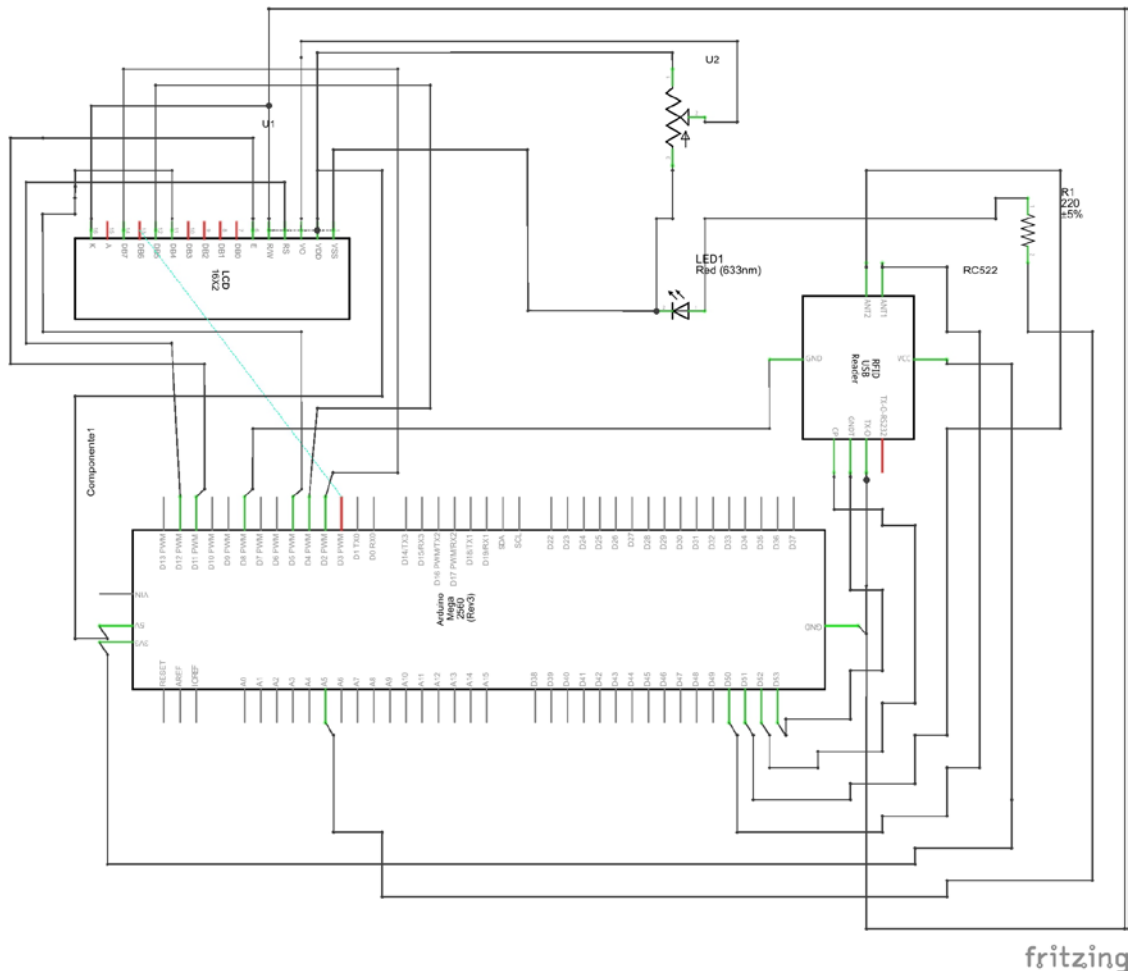 U2
U1
K
A
DB7
DB6
DB5
DB4
DB3
DB2
DB1
DB0
E
R/W
RS
VO
VDD
VSS
LCD
16X2
R1
220
±5%
LED1
Red (633nm)
RC522
ANT2
ANT1
GND
VCC
RFID
USB
Reader
CP
GNDT
TX-D
TX-D-RS232
Componente1
D13 PWM
D12 PWM
D11 PWM
D10 PWM
D9 PWM
D8 PWM
D7 PWM
D6 PWM
D5 PWM
D4 PWM
D2 PWM
D3 PWM
D1 TX0
D0 RX0
D14/TX3
D15/RX3
D16 PWM/TX2
D17 PWM/RX2
D18/TX1
D19/RX1
SDA
SCL
D22
D23
D24
D25
D26
D27
D28
D29
D30
D31
D32
D33
D34
D35
D36
D37
VIN
5V
3V3
Arduino
Mega
2560
(Rev3)
GND
RESET
AREF
IOREF
A0
A1
A2
A3
A4
A5
A6
A7
A8
A9
A10
A11
A12
A13
A14
A15
D38
D39
D40
D41
D42
D43
D44
D45
D46
D47
D48
D49
D50
D51
D52
D53
fritzing